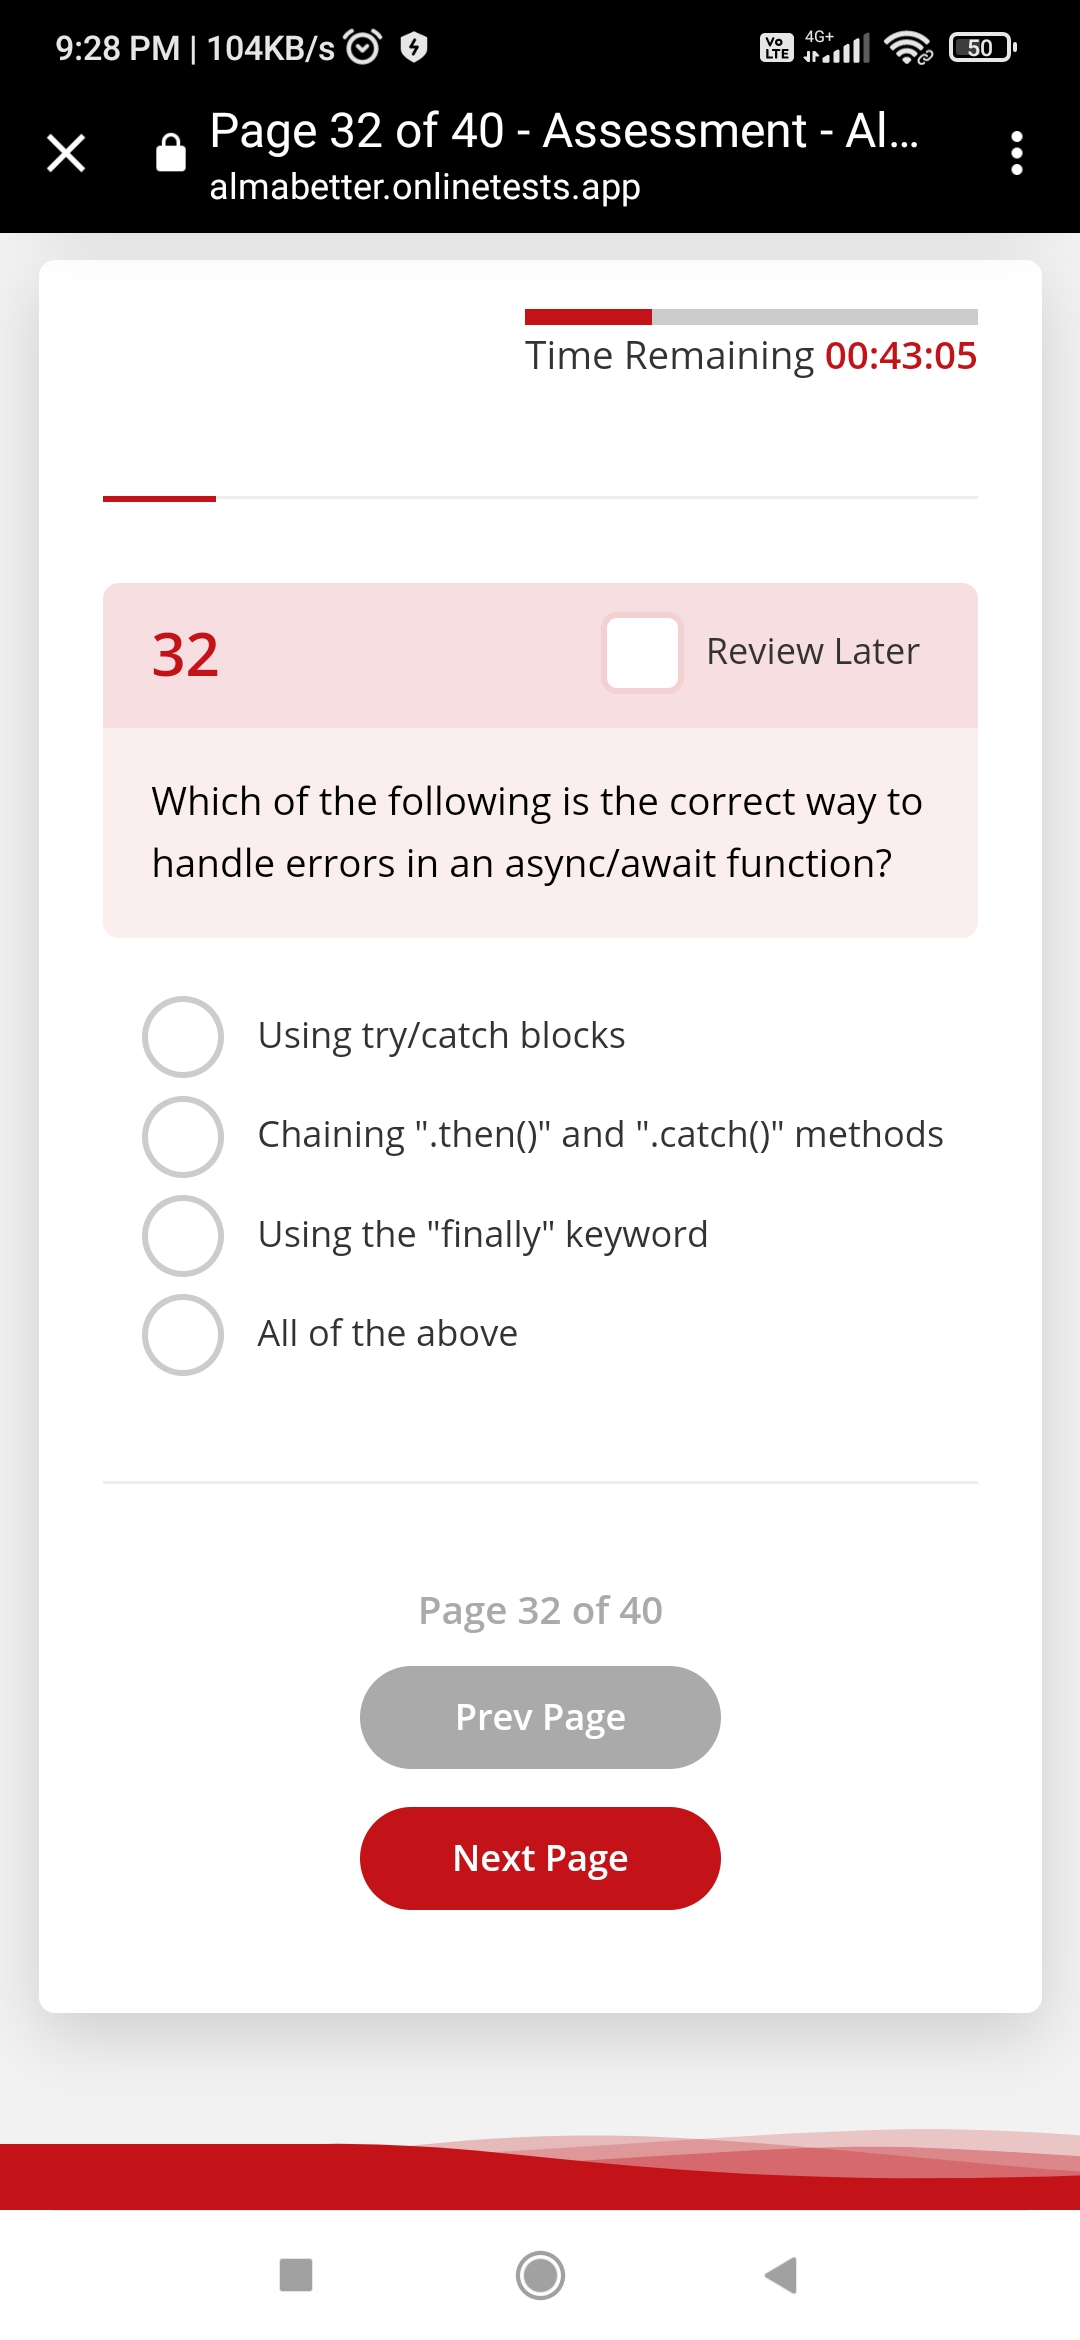 9:28 PM | 104KB/s
Vo LTE
4G+
50
Page 32 of 40 - Assessment - Al...
almabetter.onlinetests.app
Time Remaining 00:43:05
32
Review Later
Which of the following is the correct way to
handle errors in an async/await function?
Using try/catch blocks
Chaining ".then()" and ".catch()" methods
Using the "finally" keyword
All of the above
Page 32 of 40
Prev Page
Next Page